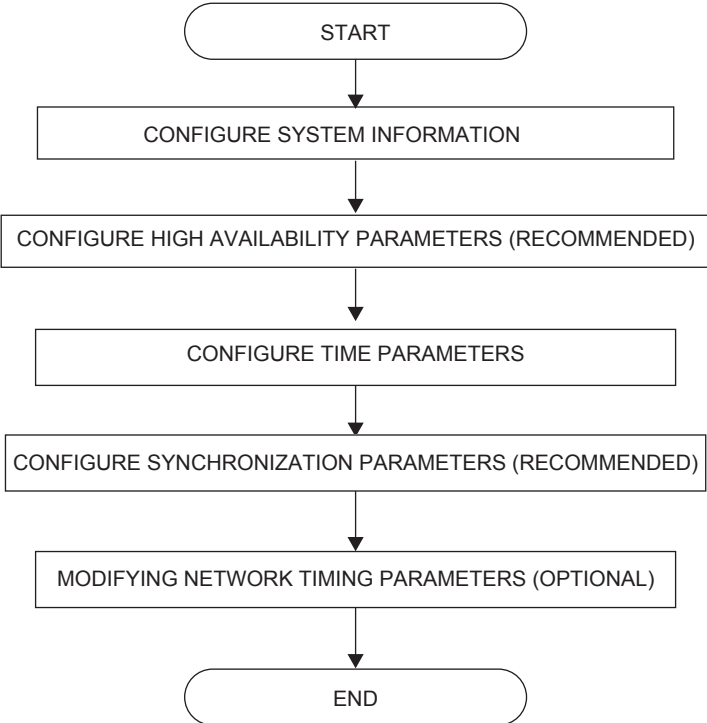 START
CONFIGURE SYSTEM INFORMATION
CONFIGURE HIGH AVAILABILITY PARAMETERS (RECOMMENDED)
CONFIGURE TIME PARAMETERS
CONFIGURE SYNCHRONIZATION PARAMETERS (RECOMMENDED)
MODIFYING NETWORK TIMING PARAMETERS (OPTIONAL)
END